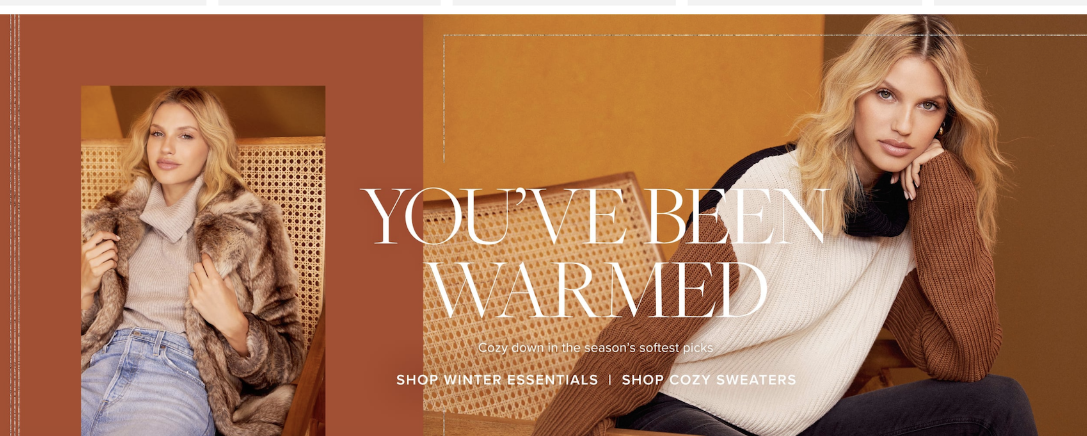 YOU'VE BEEN
WARMED
Cozy down in the season's softest picks
SHOP WINTER ESSENTIALS | SHOP COZY SWEATERS